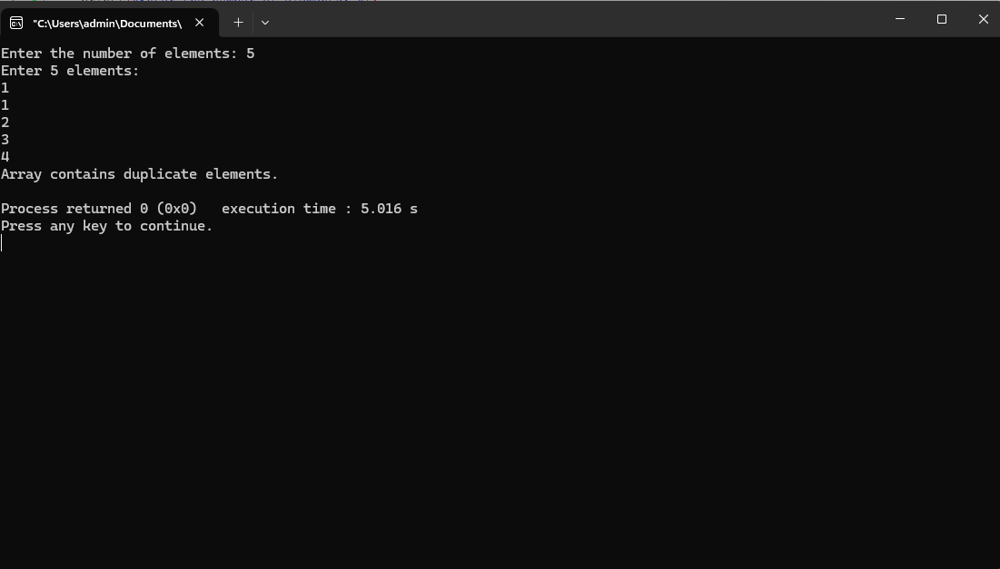 "C:\Users\admin\Documents\
Enter the number of elements: 5
Enter 5 elements:
1
1
2
3
4
Array contains duplicate elements.
Process returned 0 (0x0)   execution time : 5.016 s
Press any key to continue.